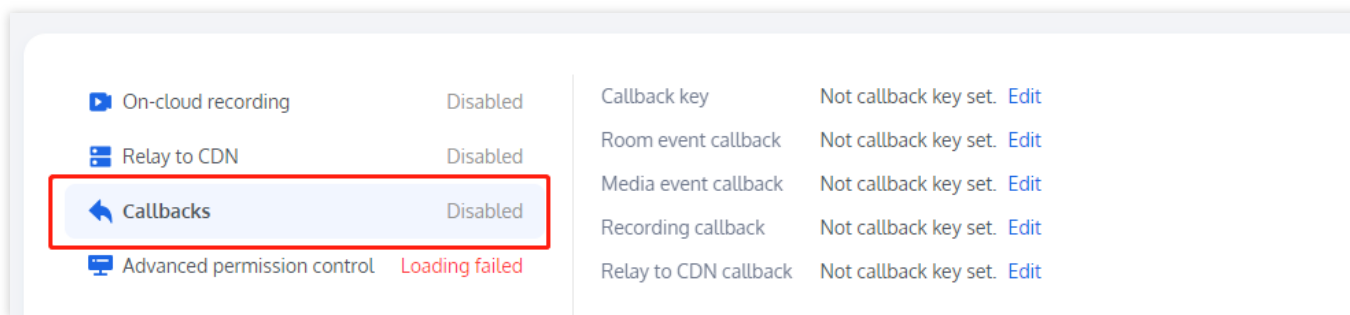 On-cloud recording Disabled
Relay to CDN Disabled
Callbacks Disabled
Advanced permission control Loading failed
Callback key Not callback key set. Edit
Room event callback Not callback key set. Edit
Media event callback Not callback key set. Edit
Recording callback Not callback key set. Edit
Relay to CDN callback Not callback key set. Edit